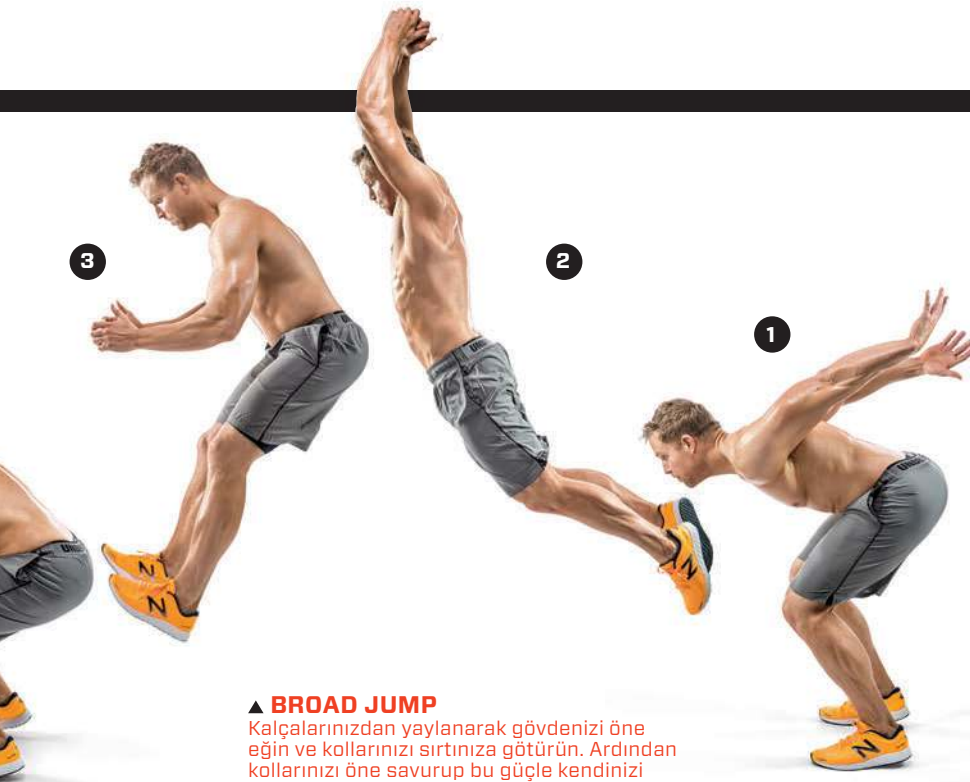 3
2
1
▲ BROAD JUMP
Kalçalarınızdan yaylanarak gövdenizi öne
eğin ve kollarınızı sırtınıza götürün. Ardından
kollarınızı öne savurup bu güçle kendinizi
N
N
N
N